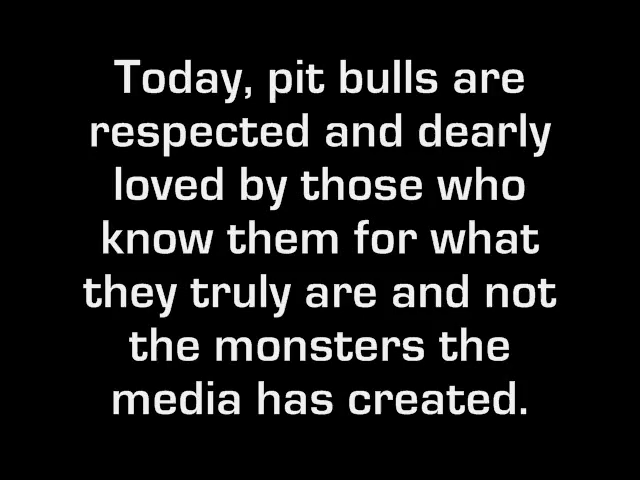 Today, pit bulls are
respected and dearly
loved by those who
know them for what
they truly are and not
the monsters the
media has created.